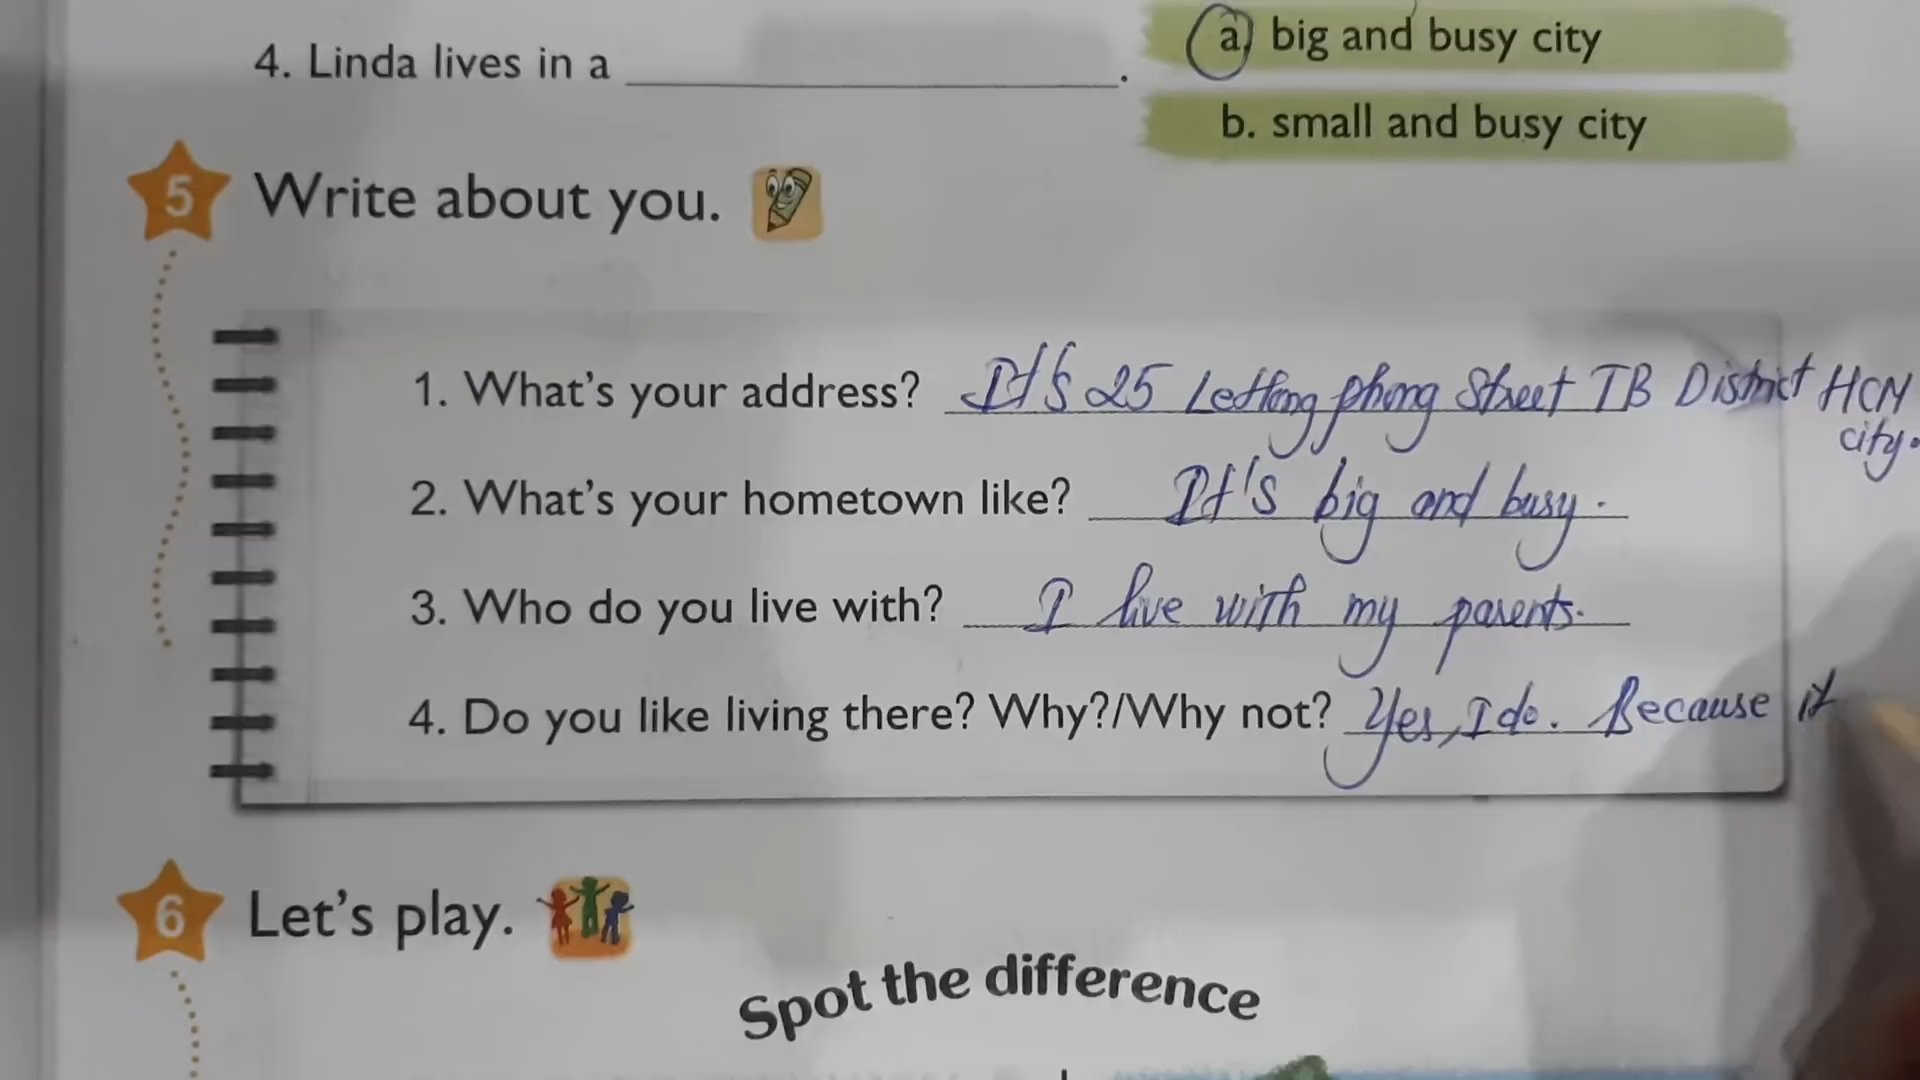 4. Linda lives in a ____________.
a, big and busy city
b. small and busy city
5 Write about you.
1. What's your address? It's 25 LeHong phong Street TB District HCM
city.
2. What's your hometown like? It's big and busy.
3. Who do you live with? I live with my parents.
4. Do you like living there? Why?/Why not? Yes, I do. Because it
6 Let's play.
Spot the difference